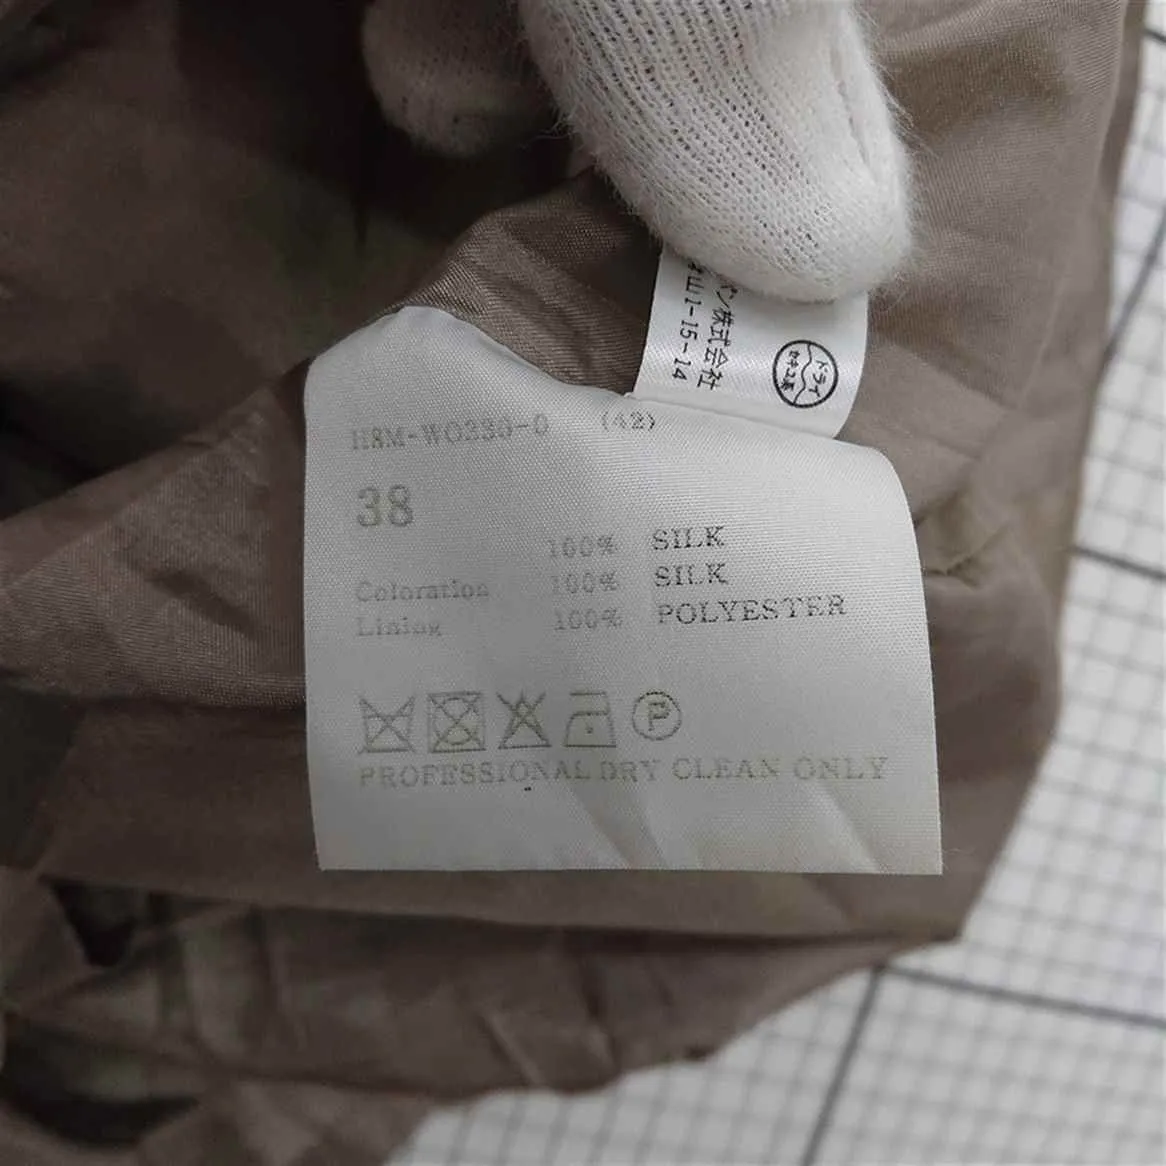 ン株式会社
山1-15-14
ドライ
H8M-WO330-0 (42)
38
100% SILK
Coloration 100% SILK
Lining 100% POLYESTER
P
PROFESSIONAL DRY CLEAN ONLY